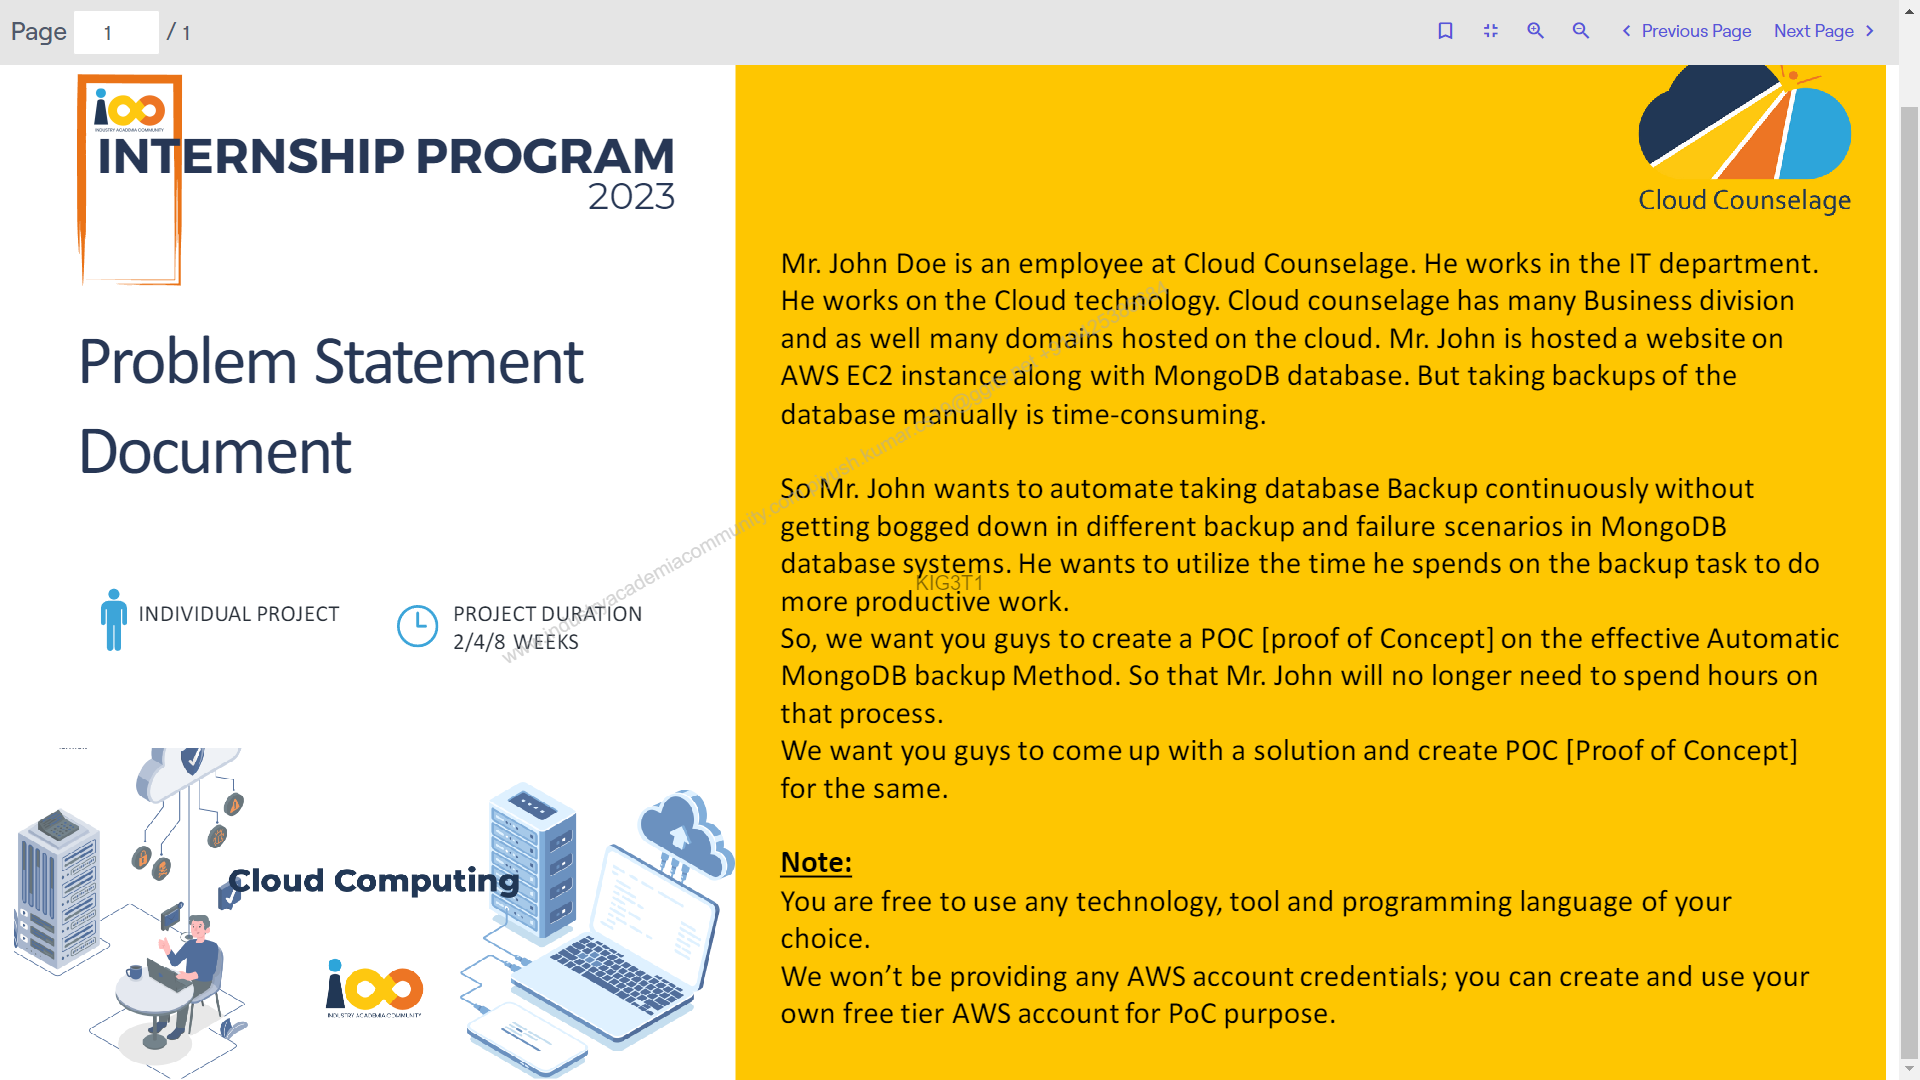 Page 1 / 1
Previous Page Next Page
INDUSTRY ACADEMIA COMMUNITY
INTERNSHIP PROGRAM
2023
Problem Statement
Document
INDIVIDUAL PROJECT
PROJECT DURATION
2/4/8 WEEKS
Cloud Computing
INDUSTRY ACADEMIA COMMUNITY
Cloud Counselage
Mr. John Doe is an employee at Cloud Counselage. He works in the IT department.
He works on the Cloud technology. Cloud counselage has many Business division
and as well many domains hosted on the cloud. Mr. John is hosted a website on
AWS EC2 instance along with MongoDB database. But taking backups of the
database manually is time-consuming.
So Mr. John wants to automate taking database Backup continuously without
getting bogged down in different backup and failure scenarios in MongoDB
database systems. He wants to utilize the time he spends on the backup task to do
more productive work.
So, we want you guys to create a POC [proof of Concept] on the effective Automatic
MongoDB backup Method. So that Mr. John will no longer need to spend hours on
that process.
We want you guys to come up with a solution and create POC [Proof of Concept]
for the same.
Note:
You are free to use any technology, tool and programming language of your
choice.
We won’t be providing any AWS account credentials; you can create and use your
own free tier AWS account for PoC purpose.
www.industryacademiacommunity.com
KIG3T1